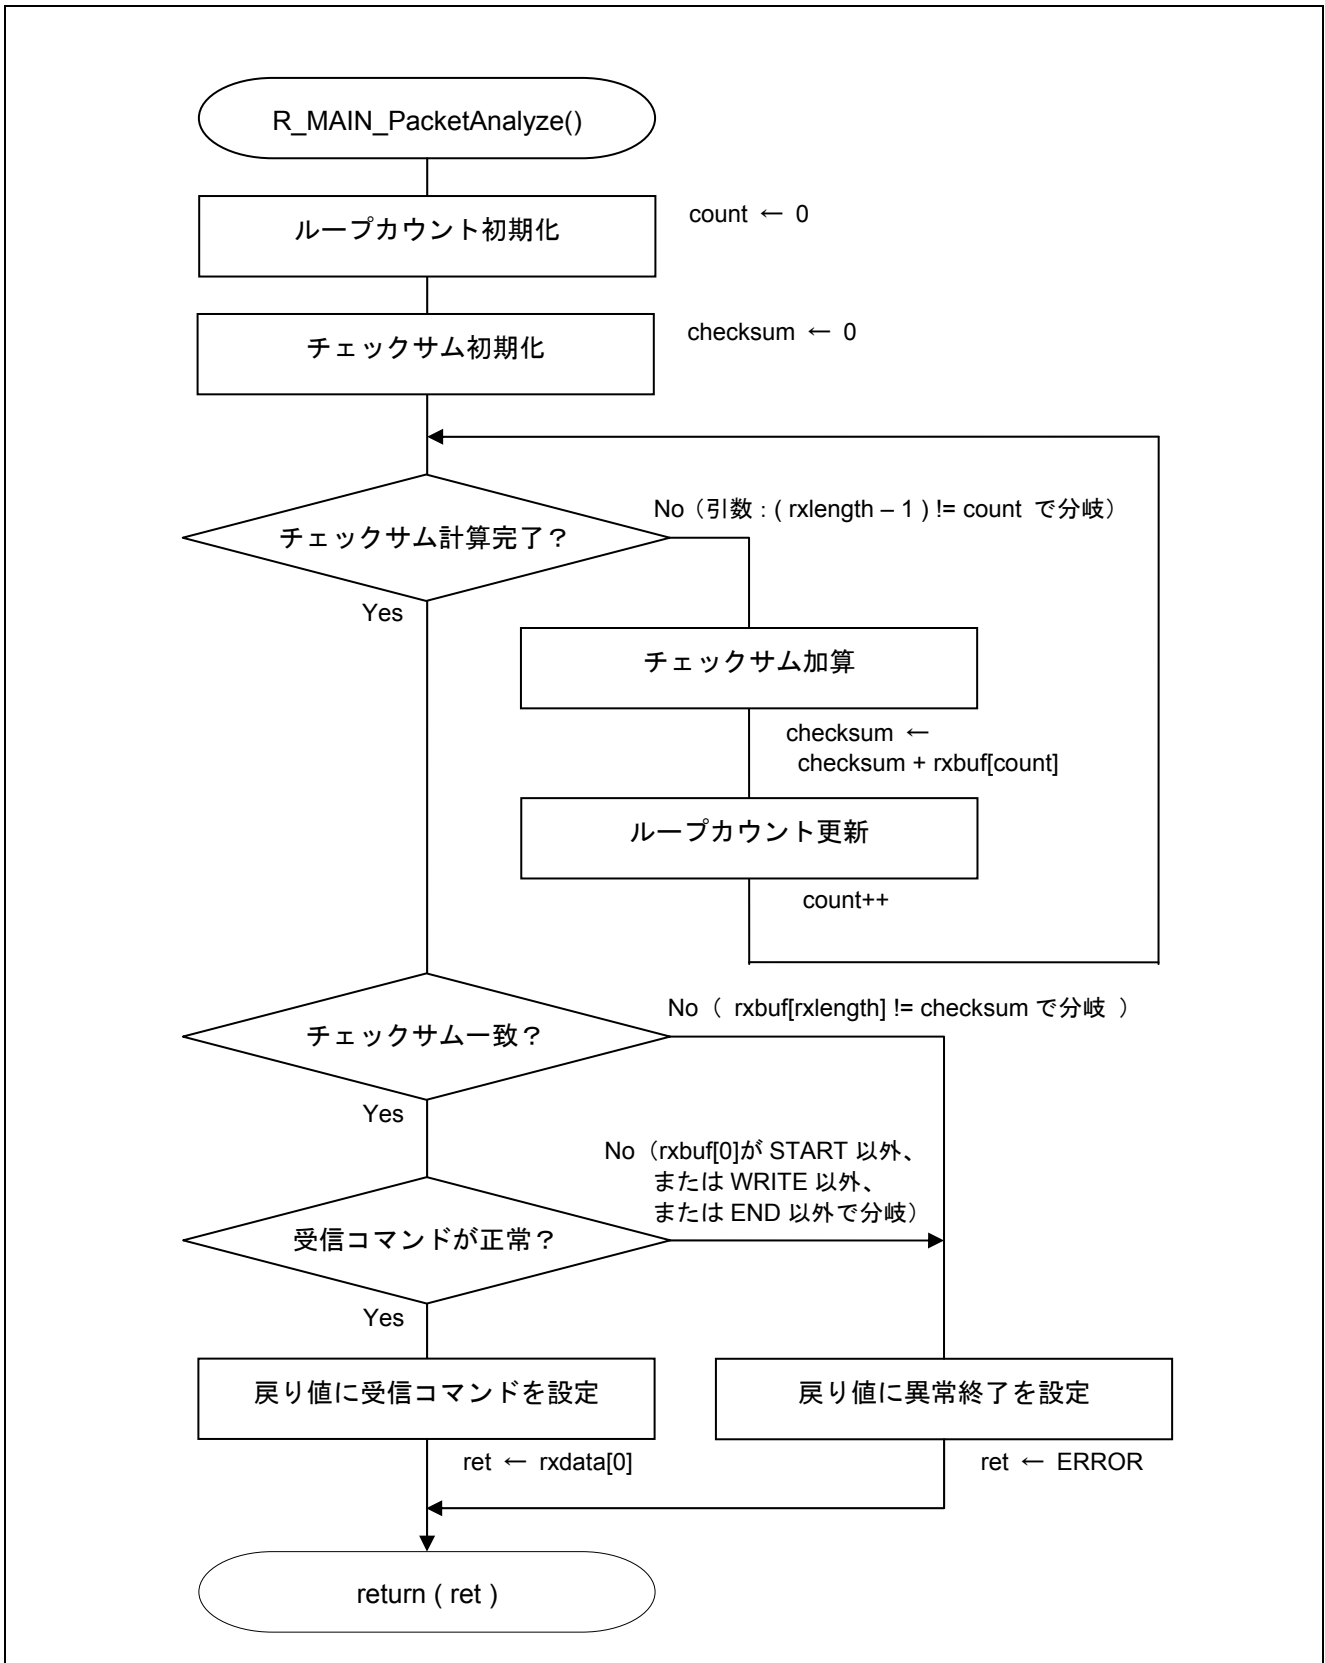 R_MAIN_PacketAnalyze()
ループカウント初期化
count ← 0
チェックサム初期化
checksum ← 0
No（引数 : ( rxlength – 1 ) != count で分岐）
チェックサム計算完了？
Yes
チェックサム加算
checksum ←
checksum + rxbuf[count]
ループカウント更新
count++
No（ rxbuf[rxlength] != checksum で分岐 ）
チェックサム一致？
Yes
No（rxbuf[0]が START 以外、
または WRITE 以外、
または END 以外で分岐）
受信コマンドが正常？
Yes
戻り値に受信コマンドを設定
戻り値に異常終了を設定
ret ← rxdata[0]
ret ← ERROR
return ( ret )